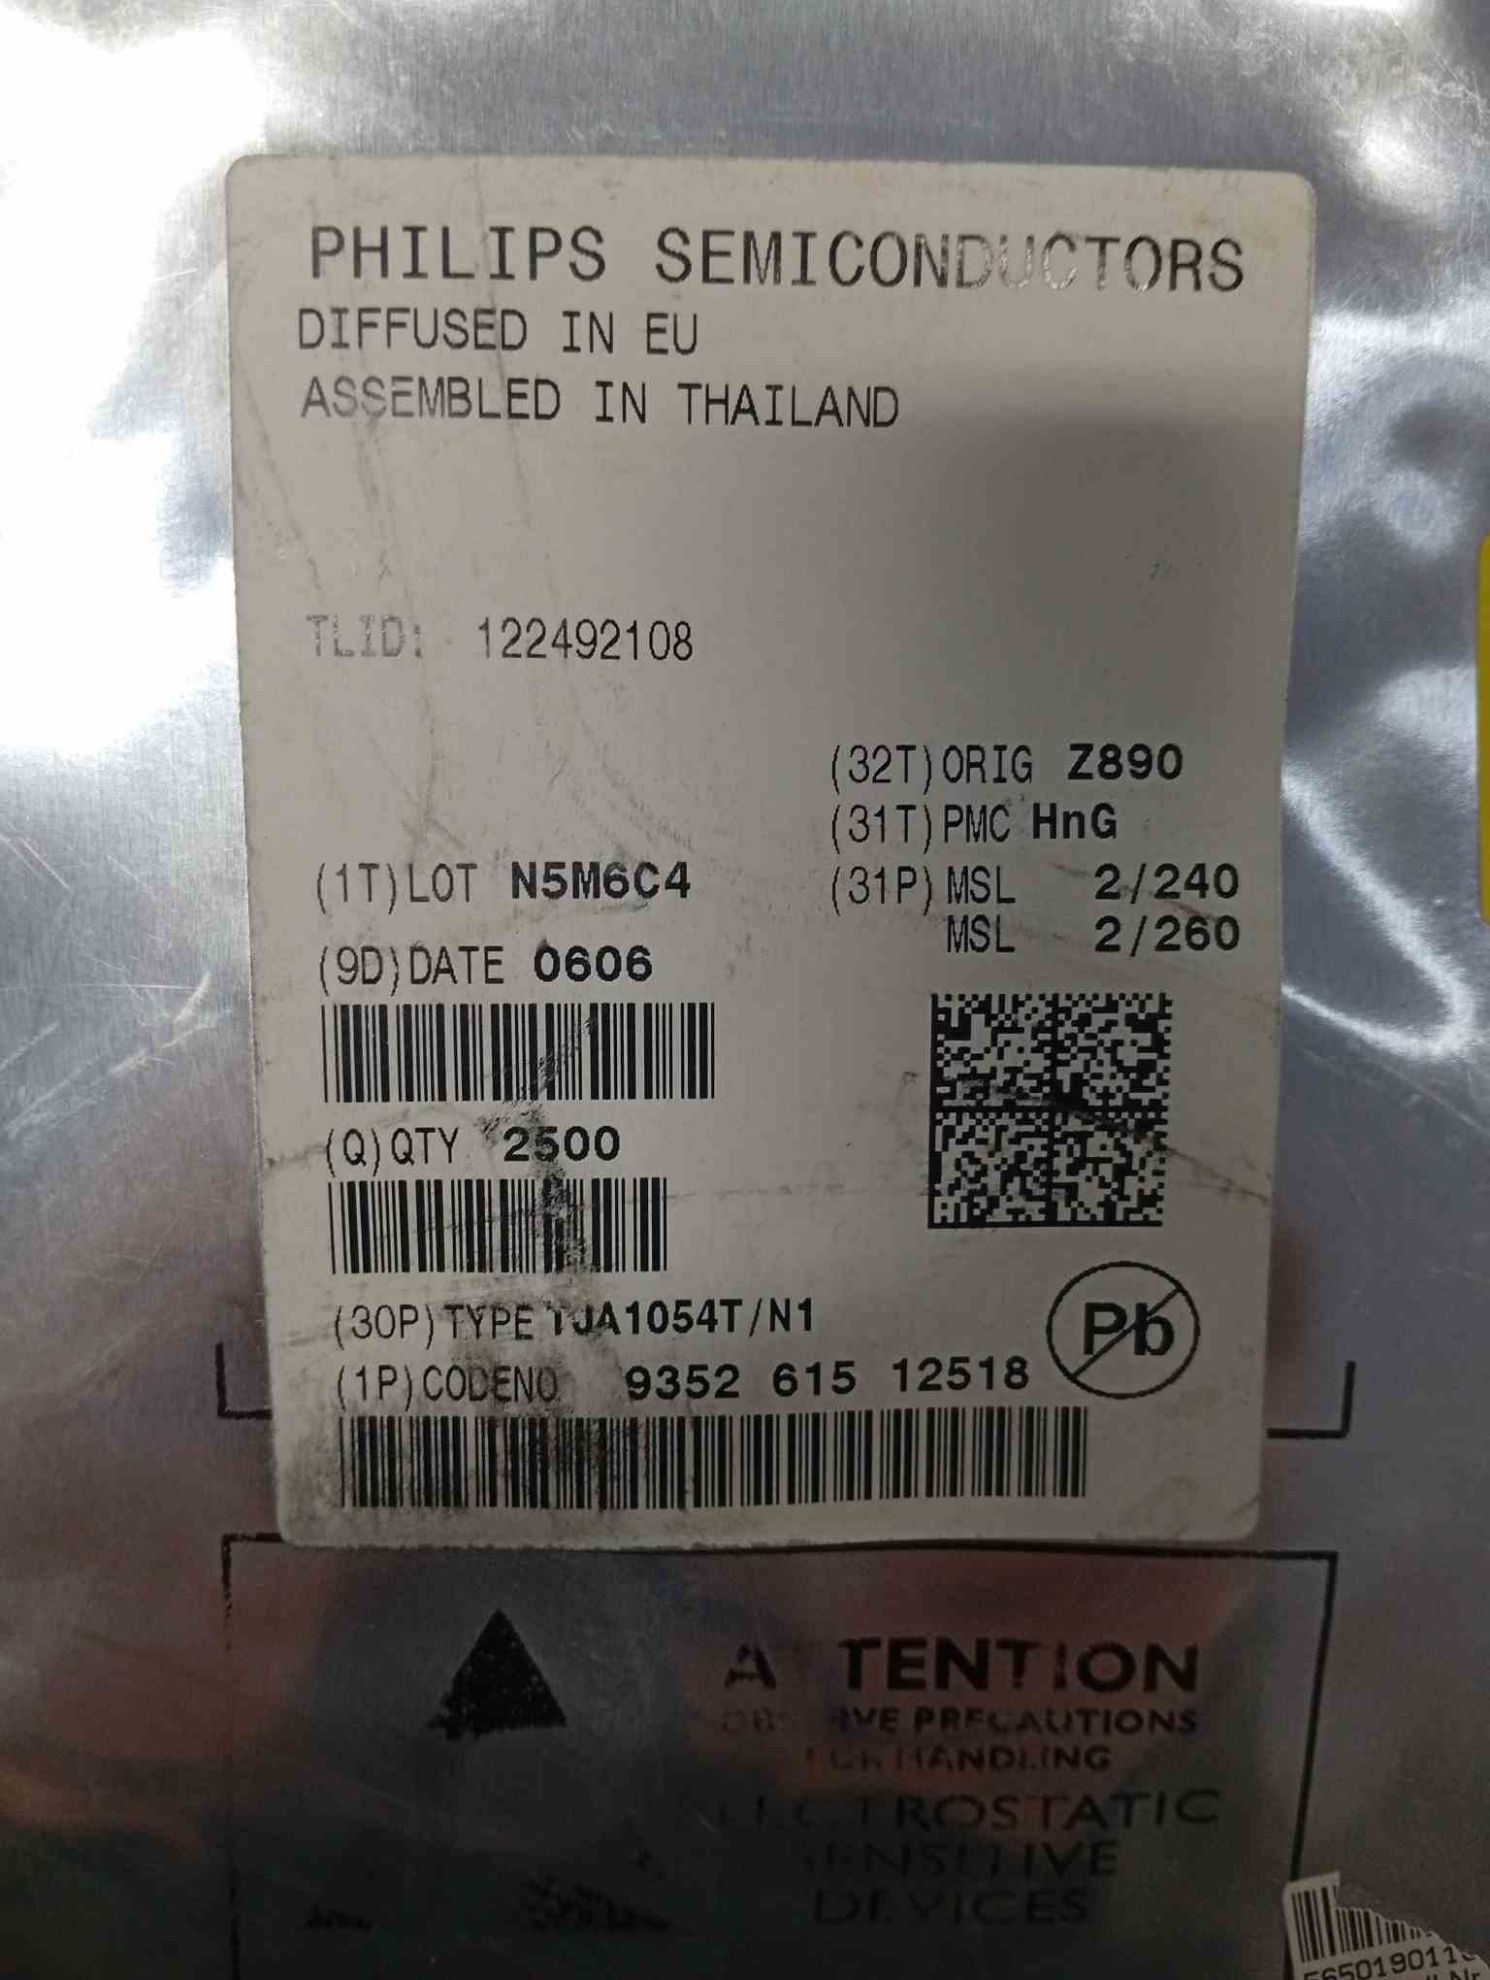 PHILIPS SEMICONDUCTORS
DIFFUSED IN EU
ASSEMBLED IN THAILAND
TLID: 122492108
(32T)ORIG Z890
(31T)PMC HnG
(1T)LOT N5M6C4
(31P)MSL 2/240
MSL 2/260
(9D)DATE 0606
(Q)QTY 2500
(30P)TYPE TJA1054T/N1
(1P)CODENO 9352 615 12518
Pb
A TENTION
PRECAUTIONS
HANDLING
ELECTROSTATIC
SENSITIVE
DEVICES